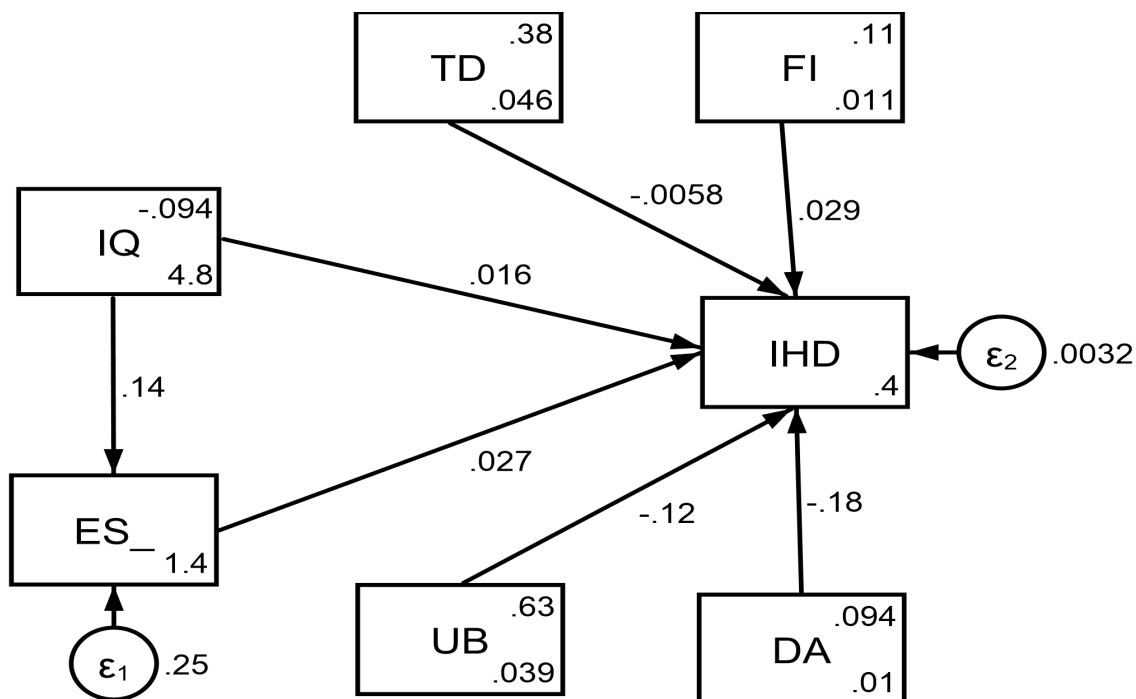 .38
TD
.046
.11
FI
.011
-.0058
.029
-.094
IQ
4.8
.016
IHD
.4
ε₂
.0032
.14
.027
ES_
1.4
-.12
-.18
ε₁
.25
.63
UB
.039
.094
DA
.01